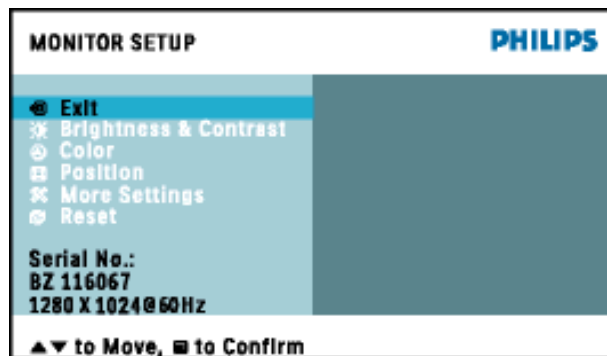 MONITOR SETUP
PHILIPS
Exit
Brightness & Contrast
Color
Position
More Settings
Reset
Serial No.:
BZ 116067
1280 X 1024@60Hz
▲▼ to Move, to Confirm